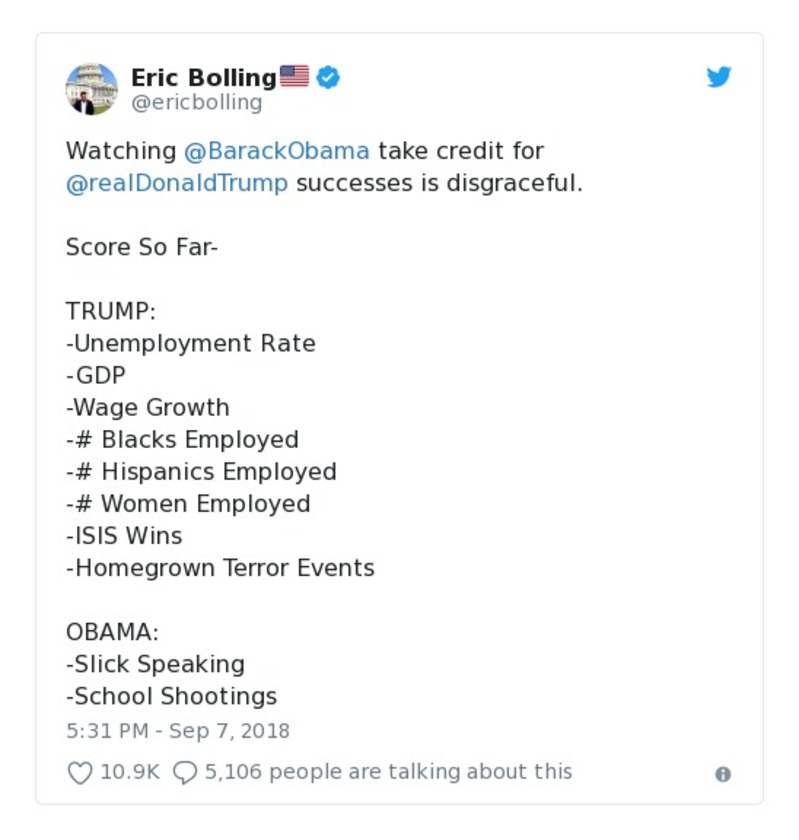 Eric Bolling🇺🇸
@ericbolling
Watching @BarackObama take credit for
@realDonaldTrump successes is disgraceful.
Score So Far-
TRUMP:
-Unemployment Rate
-GDP
-Wage Growth
-# Blacks Employed
-# Hispanics Employed
-# Women Employed
-ISIS Wins
-Homegrown Terror Events
OBAMA:
-Slick Speaking
-School Shootings
5:31 PM - Sep 7, 2018
10.9K 5,106 people are talking about this